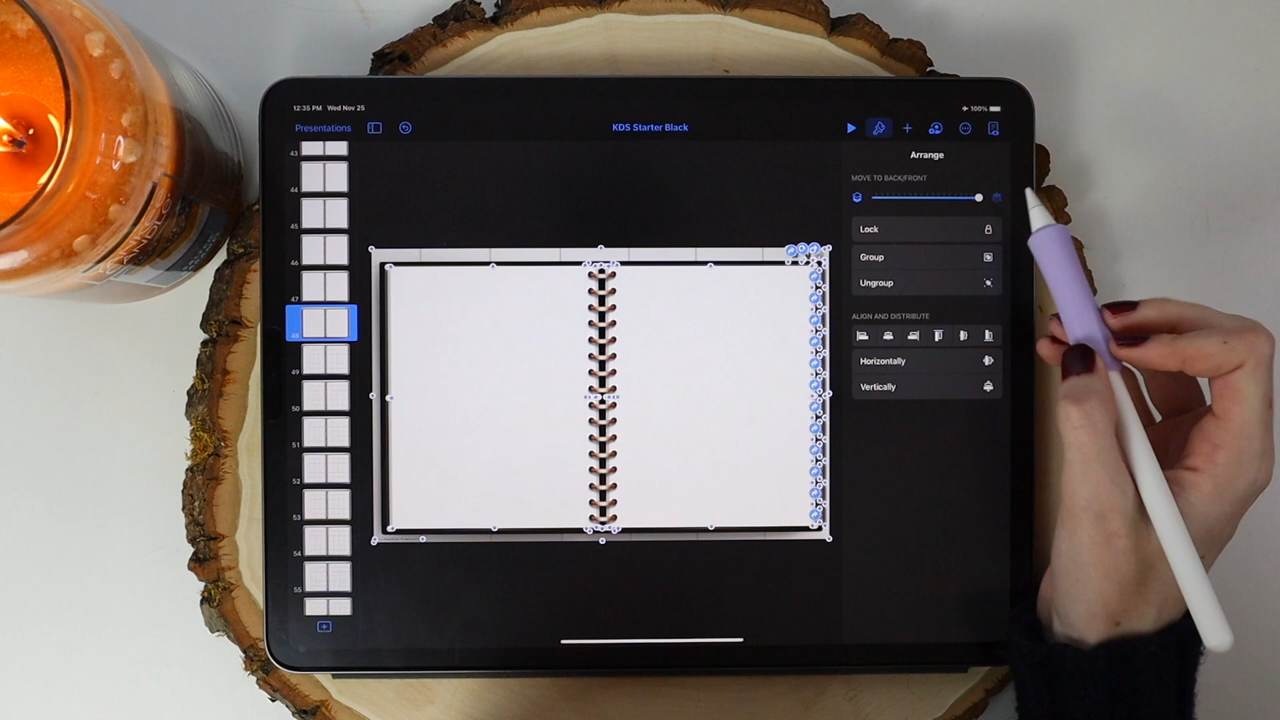 12:35 PM Wed Nov 25
100%
Presentations
KDS Starter Black
Arrange
MOVE TO BACK/FRONT
Lock
Group
Ungroup
ALIGN AND DISTRIBUTE
Horizontally
Vertically
43
44
45
46
47
48
49
50
51
52
53
54
55